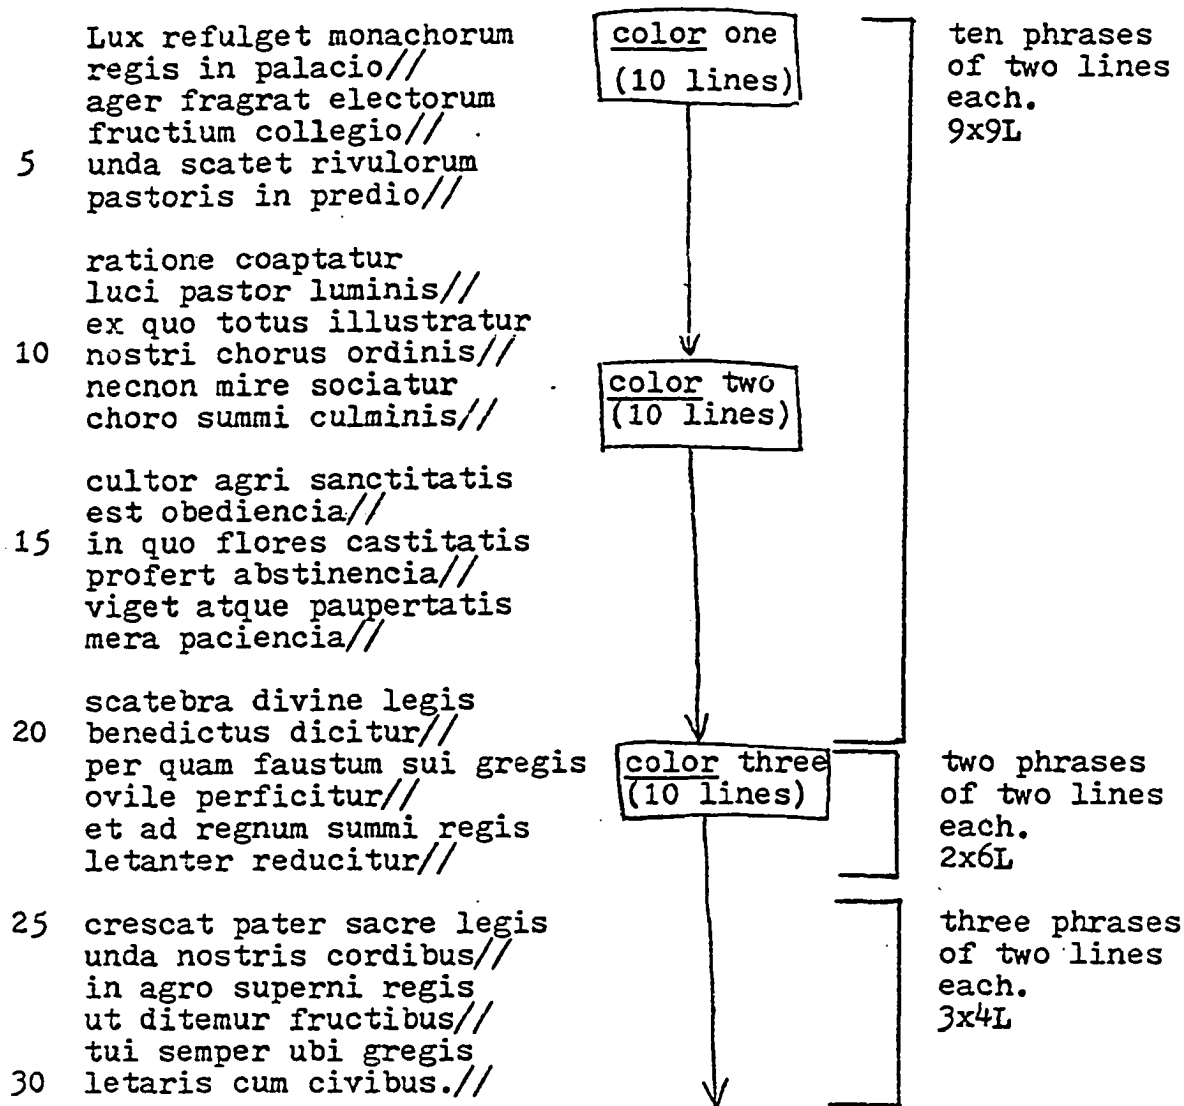 Lux refulget monachorum
regis in palacio//
ager fragrat electorum
fructium collegio//
5 unda scatet rivulorum
pastoris in predio//
ratione coaptatur
luci pastor luminis//
ex quo totus illustratur
10 nostri chorus ordinis//
necnon mire sociatur
choro summi culminis//
cultor agri sanctitatis
est obediencia//
15 in quo flores castitatis
profert abstinencia//
viget atque paupertatis
mera paciencia//
scatebra divine legis
20 benedictus dicitur//
per quam faustum sui gregis
ovile perficitur//
et ad regnum summi regis
letanter reducitur//
25 crescat pater sacre legis
unda nostris cordibus//
in agro superni regis
ut ditemur fructibus//
tui semper ubi gregis
30 letaris cum civibus.//
color one
(10 lines)
color two
(10 lines)
color three
(10 lines)
ten phrases
of two lines
each.
9x9L
two phrases
of two lines
each.
2x6L
three phrases
of two lines
each.
3x4L